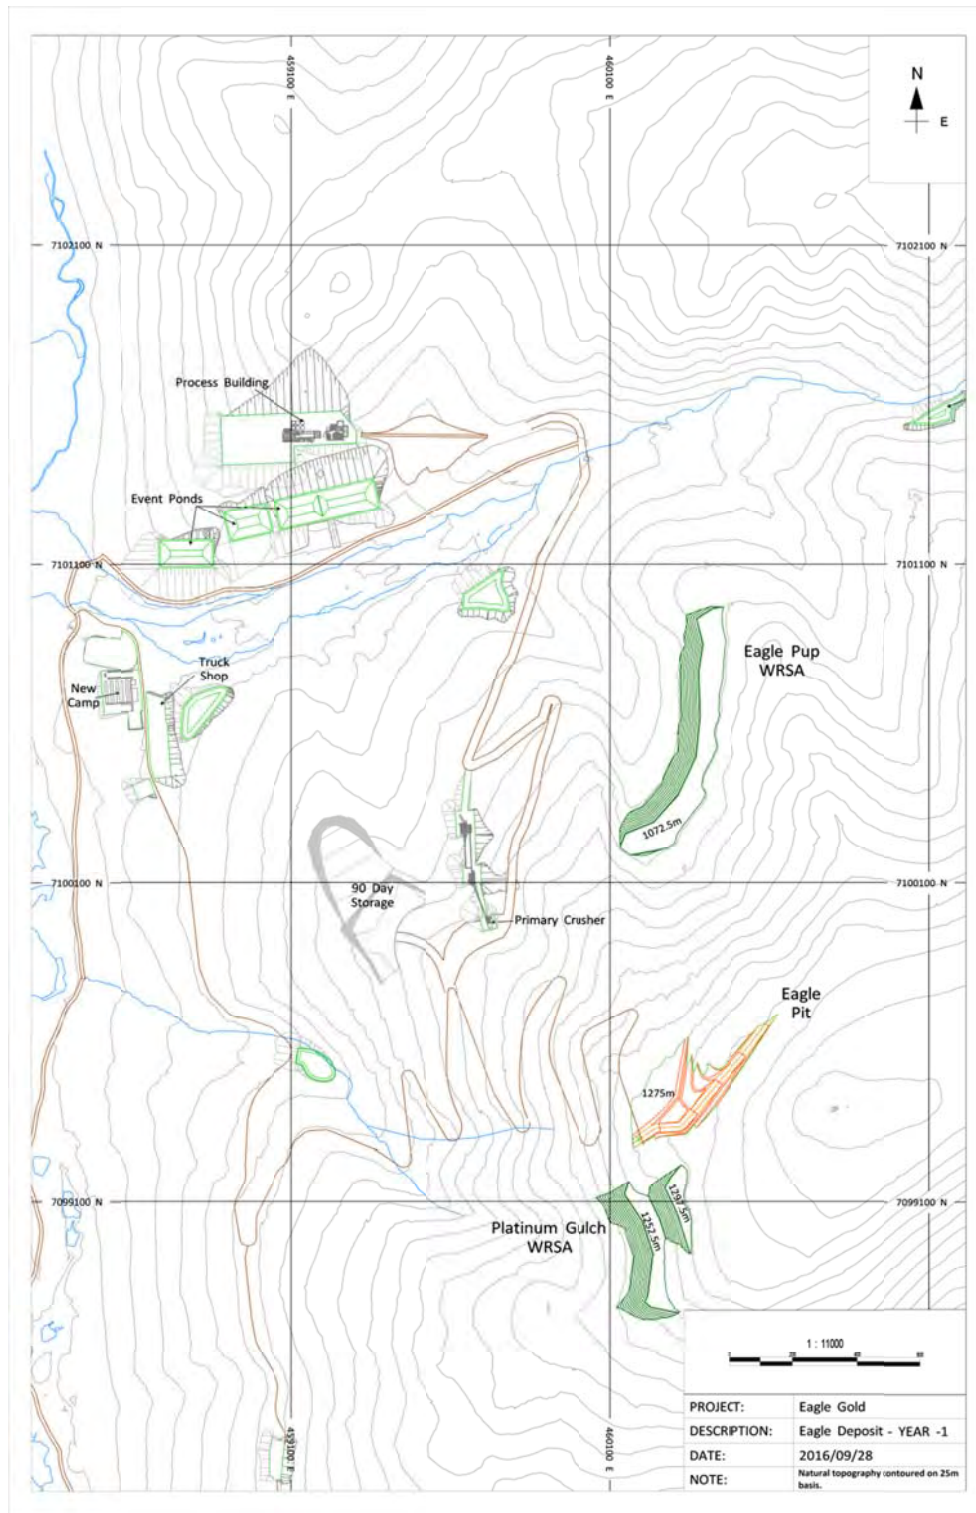 459100 E
460100 E
N
E
7102100 N
7102100 N
Process Building
Event Ponds
7101100 N
7101100 N
Eagle Pup
WRSA
Truck
Shop
New
Camp
1072.5m
7100100 N
7100100 N
90 Day
Storage
Primary Crusher
Eagle
Pit
1275m
1297.5m
7099100 N
7099100 N
1252.5m
Platinum Gulch
WRSA
1 : 11000
459100 E
460100 E
PROJECT: Eagle Gold
DESCRIPTION: Eagle Deposit - YEAR -1
DATE: 2016/09/28
NOTE: Natural topography contoured on 25m
basis.